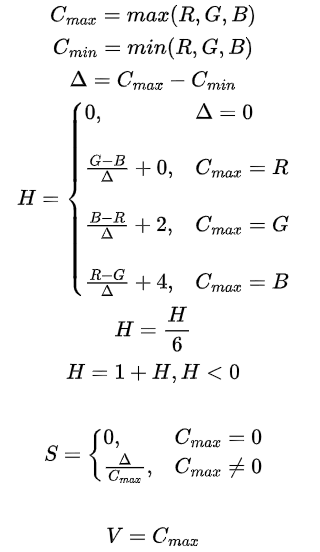 C_max = max(R, G, B)
C_min = min(R, G, B)
Δ = C_max − C_min
H = { 0, Δ = 0
(G−B)/Δ + 0, C_max = R
(B−R)/Δ + 2, C_max = G
(R−G)/Δ + 4, C_max = B
H = H/6
H = 1 + H, H < 0
S = { 0, C_max = 0
Δ/C_max, C_max ≠ 0
V = C_max